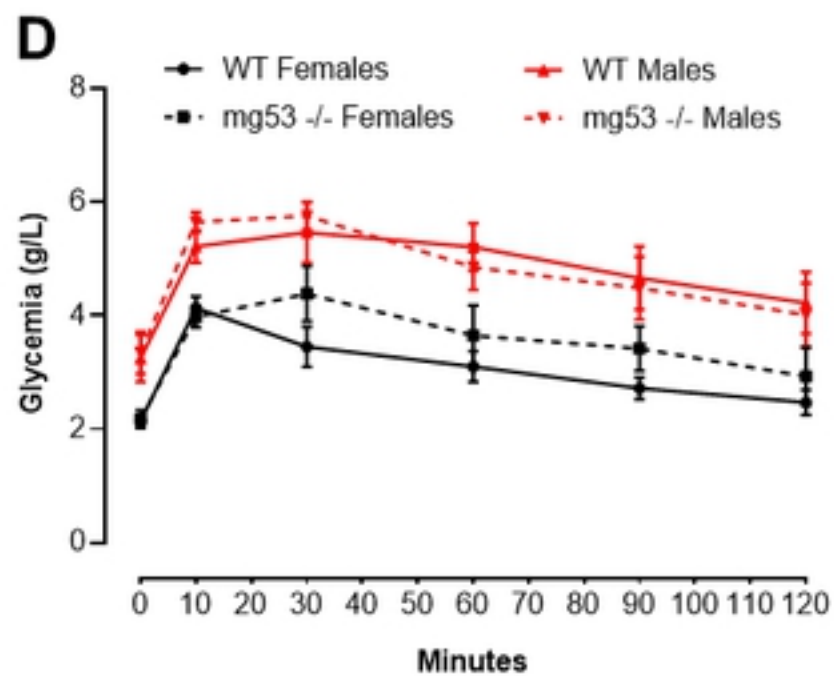 D
WT Females
WT Males
mg53 -/- Females
mg53 -/- Males
8
6
4
2
0
Glycemia (g/L)
0 10 20 30 40 50 60 70 80 90 100 110 120
Minutes